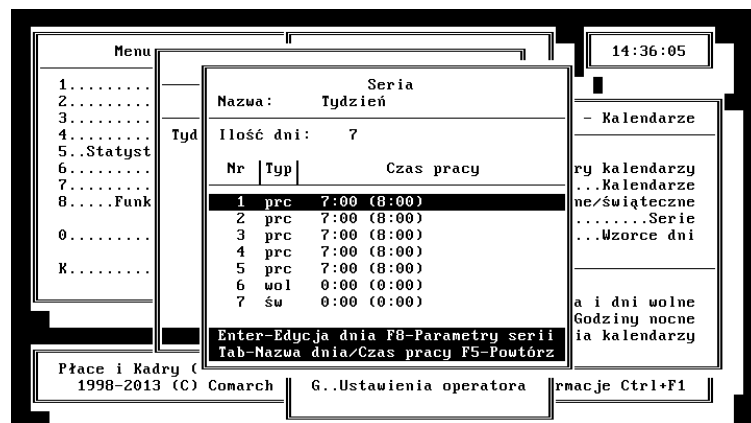 Menu
14:36:05
1.........
2.........
3.........
4.........
5..Statyst
6.........
7.........
8.....Funk
0.........
K.........
Tyd
Seria
Nazwa: Tydzień
Ilość dni: 7
Nr Typ Czas pracy
1 prc 7:00 (8:00)
2 prc 7:00 (8:00)
3 prc 7:00 (8:00)
4 prc 7:00 (8:00)
5 prc 7:00 (8:00)
6 wol 0:00 (0:00)
7 św 0:00 (0:00)
Enter-Edycja dnia F8-Parametry serii
Tab-Nazwa dnia/Czas pracy F5-Powtórz
- Kalendarze
ry kalendarzy
...Kalendarze
ne/świąteczne
........Serie
...Wzorce dni
a i dni wolne
Godziny nocne
ia kalendarzy
Płace i Kadry (
1998-2013 (C) Comarch
G..Ustawienia operatora
rmacje Ctrl+F1